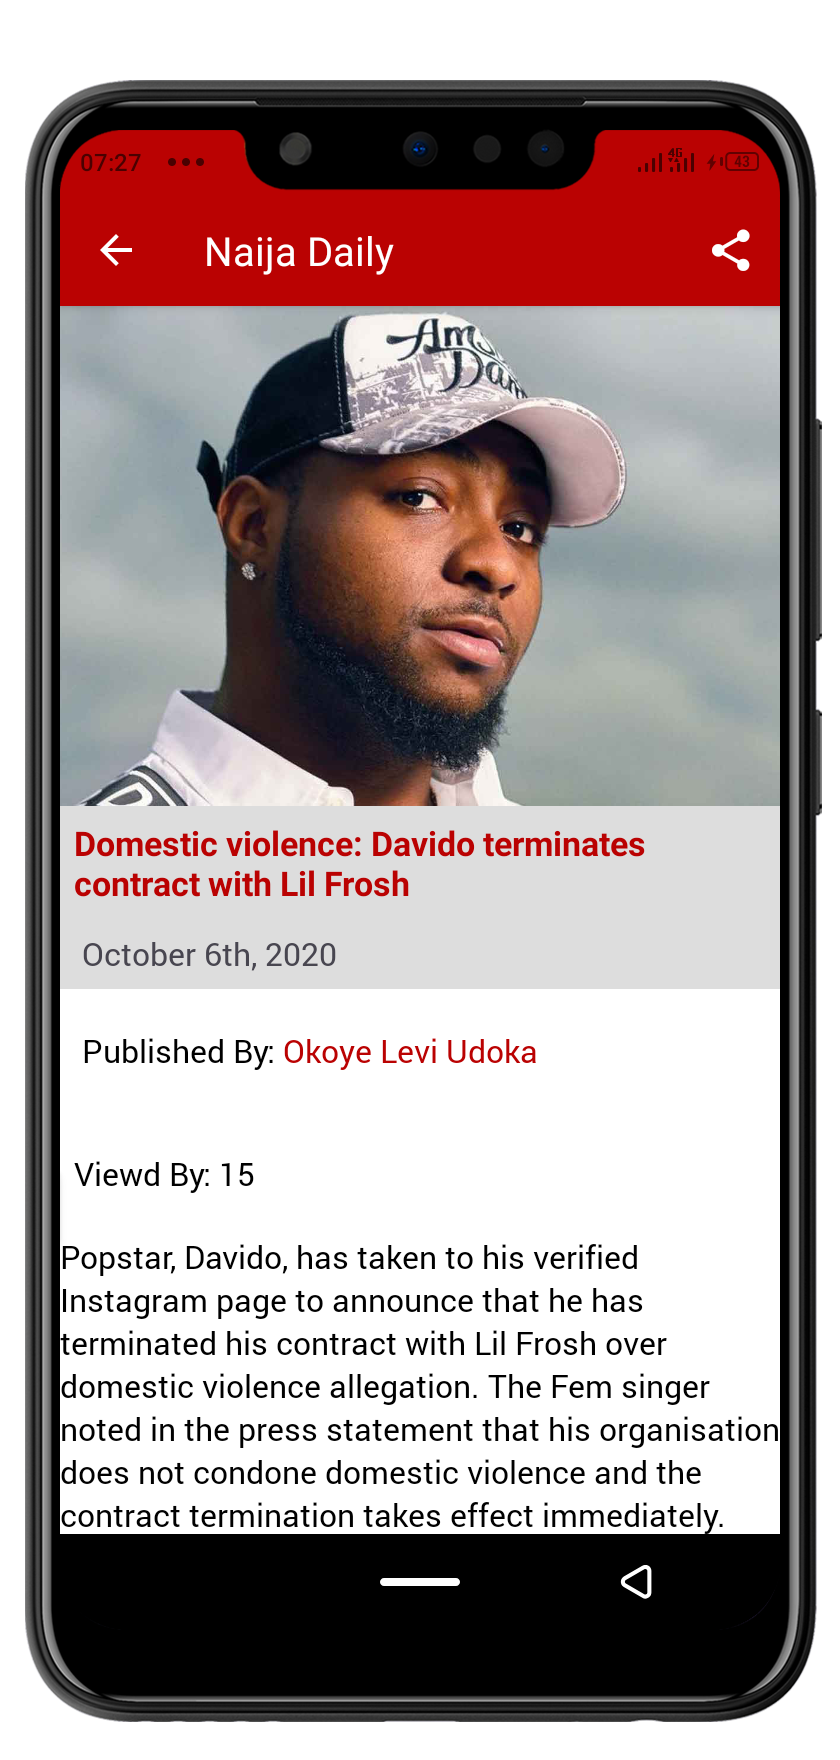 07:27
4G
43
Naija Daily
Domestic violence: Davido terminates
contract with Lil Frosh
October 6th, 2020
Published By: Okoye Levi Udoka
Viewd By: 15
Popstar, Davido, has taken to his verified
Instagram page to announce that he has
terminated his contract with Lil Frosh over
domestic violence allegation. The Fem singer
noted in the press statement that his organisation
does not condone domestic violence and the
contract termination takes effect immediately.